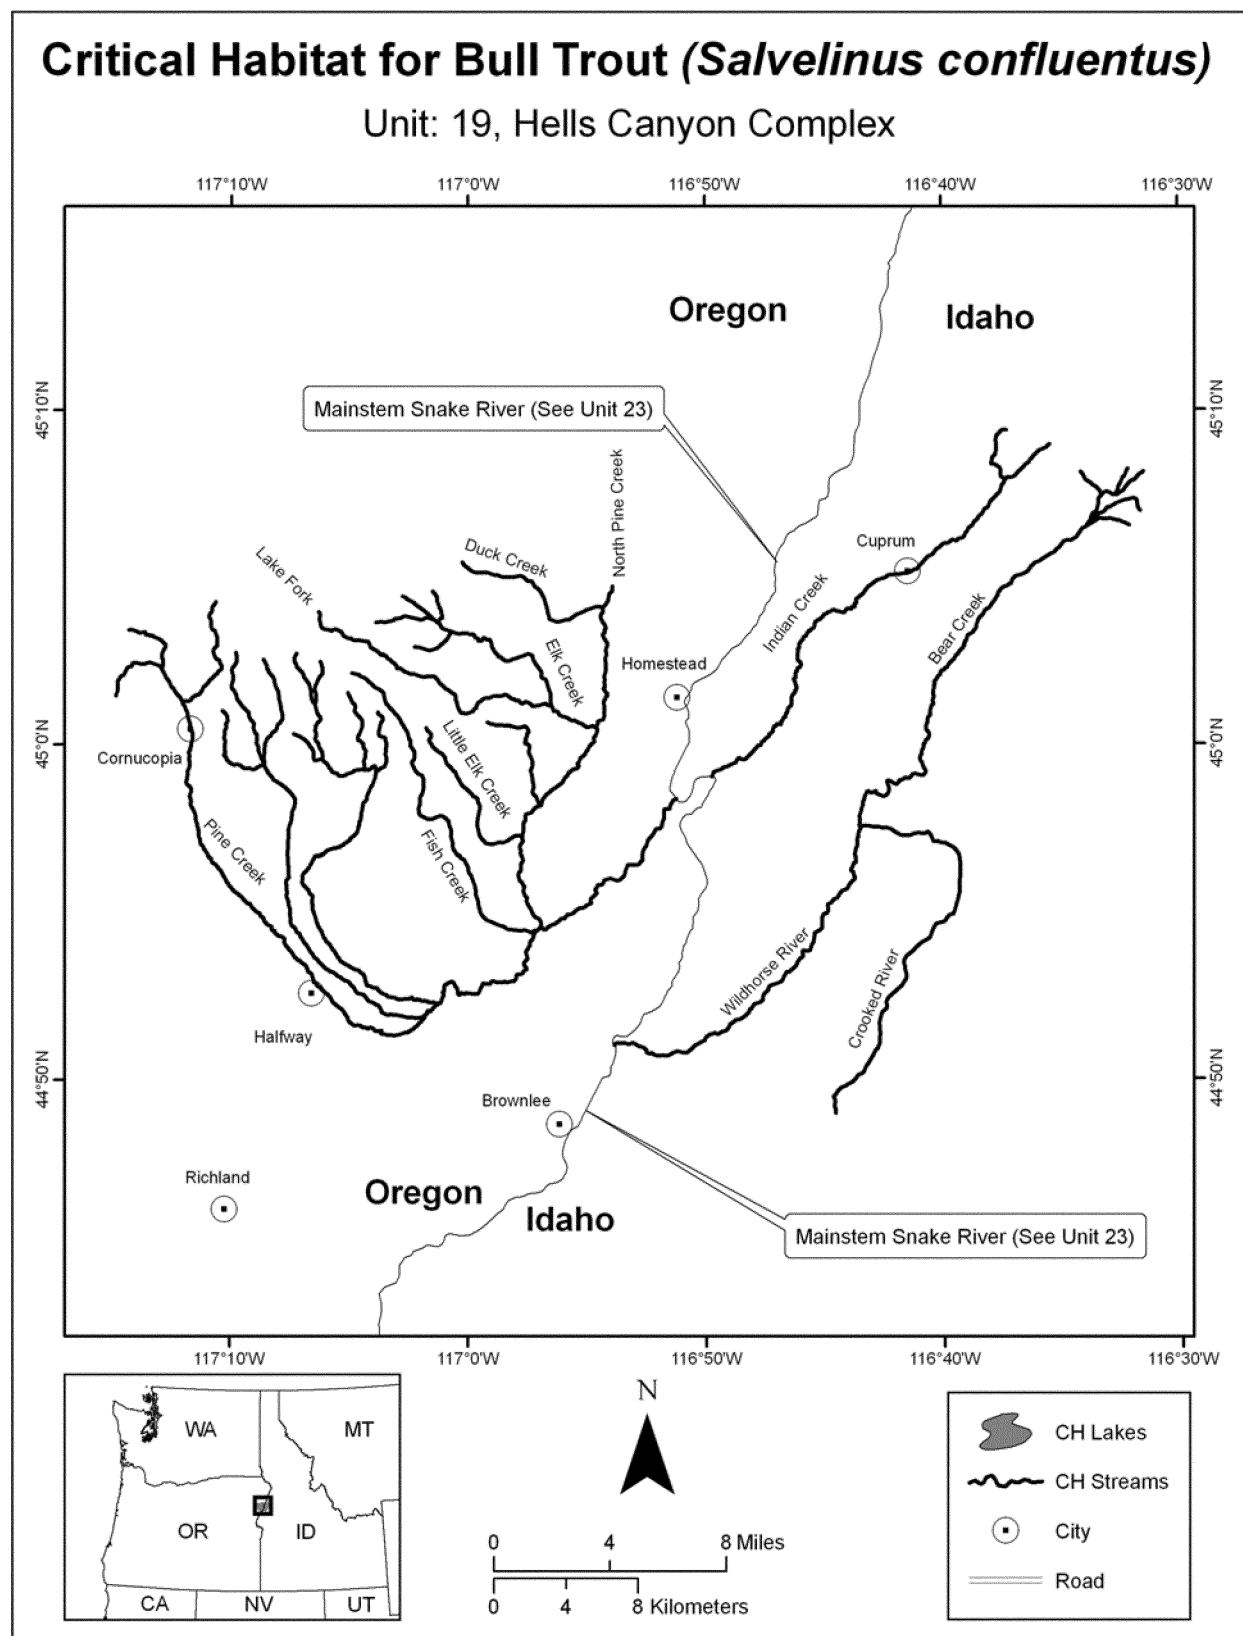 Critical Habitat for Bull Trout (Salvelinus confluentus)
Unit: 19, Hells Canyon Complex
117°10'W 117°0'W 116°50'W 116°40'W 116°30'W
Oregon
Idaho
45°10'N
45°10'N
Mainstem Snake River (See Unit 23)
North Pine Creek
Duck Creek
Cuprum
Lake Fork
Indian Creek
Bear Creek
Elk Creek
Homestead
45°0'N
Cornucopia
45°0'N
Little Elk Creek
Pine Creek
Fish Creek
Wildhorse River
Crooked River
Halfway
44°50'N
44°50'N
Brownlee
Richland
Oregon
Idaho
Mainstem Snake River (See Unit 23)
117°10'W 117°0'W 116°50'W 116°40'W 116°30'W
WA
MT
OR
ID
CA
NV
UT
N
0 4 8 Miles
0 4 8 Kilometers
CH Lakes
CH Streams
City
Road